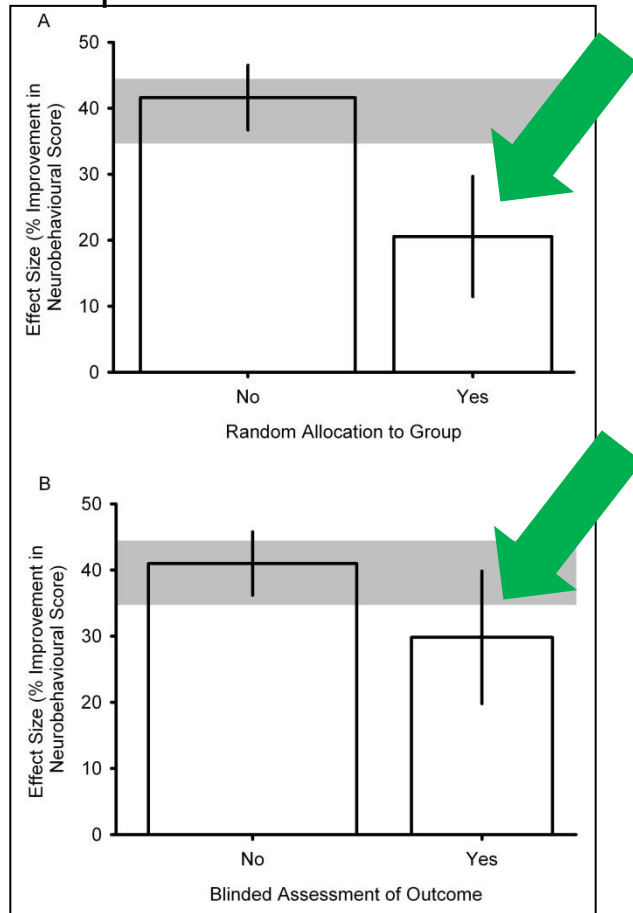 A
50
40
30
20
10
0
Effect Size (% Improvement in
Neurobehavioural Score)
No
Yes
Random Allocation to Group
B
50
40
30
20
10
0
Effect Size (% Improvement in
Neurobehavioural Score)
No
Yes
Blinded Assessment of Outcome